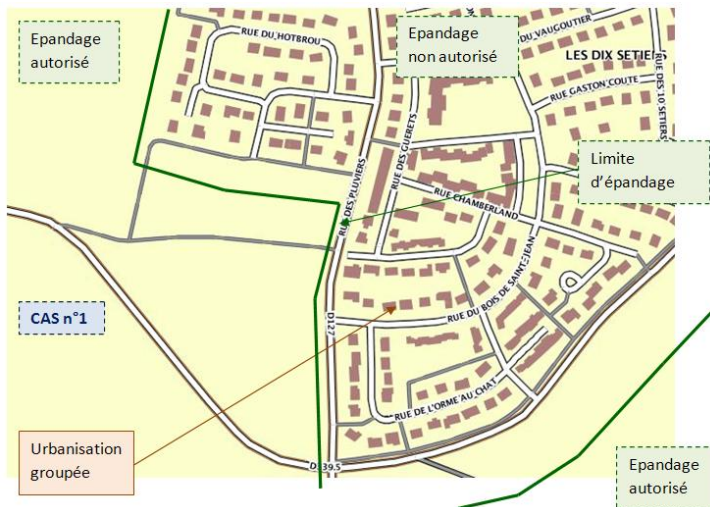 Epandage
autorisé
RUE DU HOTBROU
Epandage
non autorisé
DU VAUGOUTIER
LES DIX SETIE
RUE GASTON COUTE
RUE DES 10 SETIERS
RUE DES GUERETS
RUE DES PLUVIERS
Limite
d'épandage
RUE CHAMBERLAND
CAS n°1
D127
RUE DU BOIS DE SAINT-JEAN
RUE DE L'ORME AU CHAT
Urbanisation
groupée
D 39.5
Epandage
autorisé